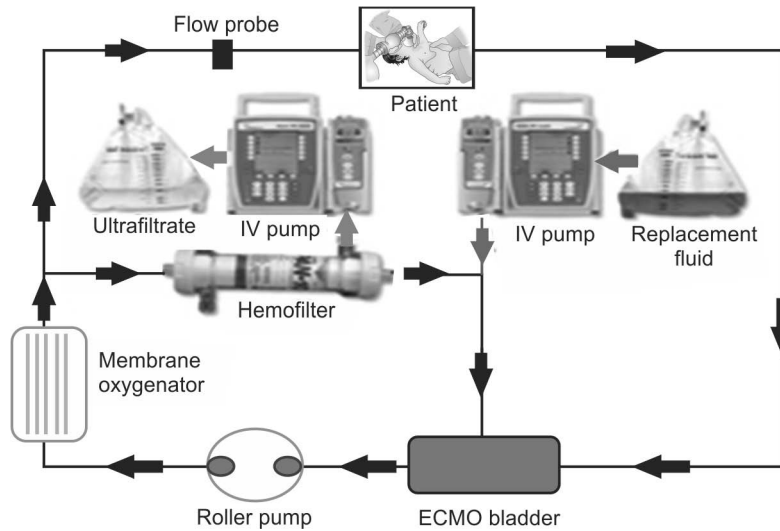 Flow probe
Patient
Ultrafiltrate
IV pump
IV pump
Replacement
fluid
Hemofilter
Membrane
oxygenator
Roller pump
ECMO bladder